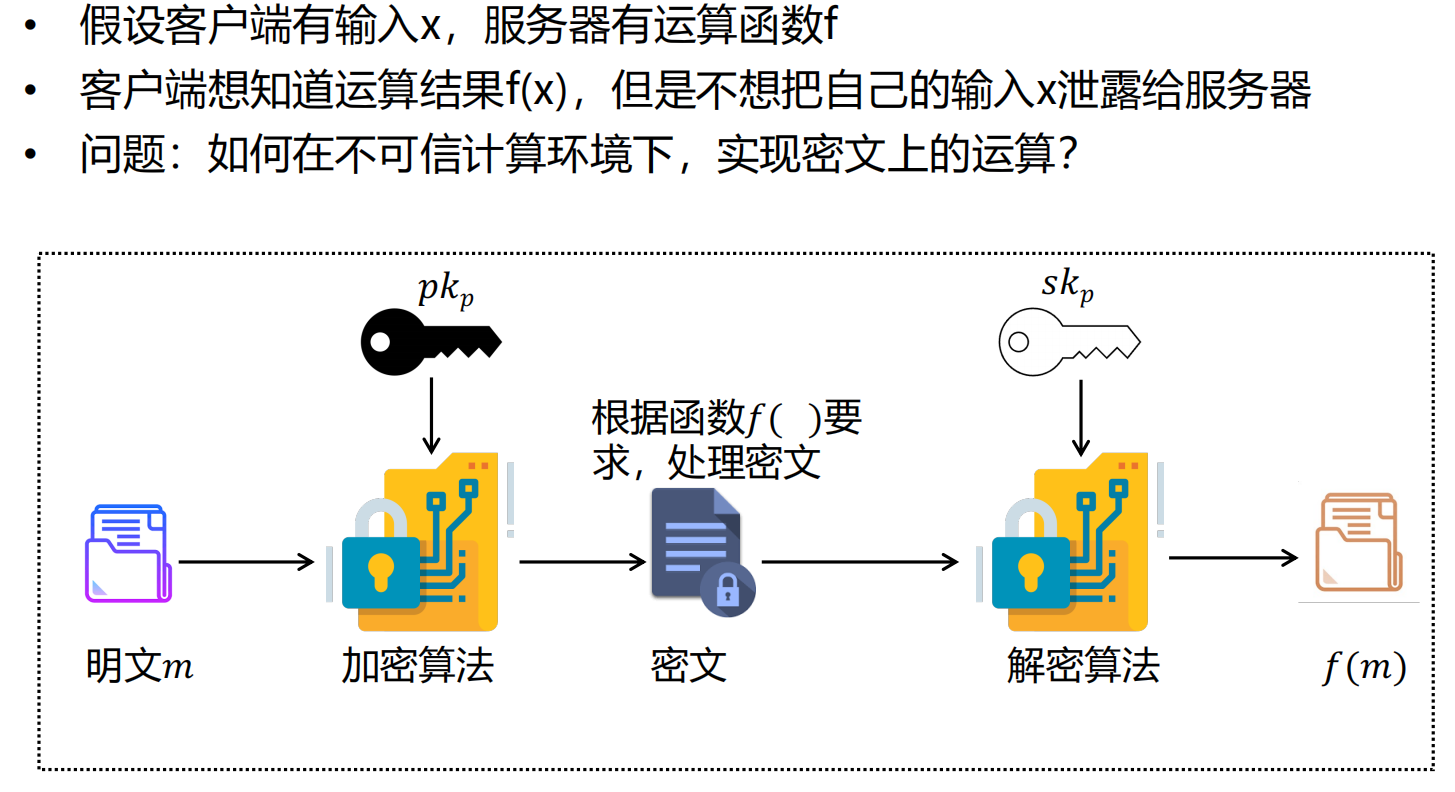 • 假设客户端有输入x，服务器有运算函数f
• 客户端想知道运算结果f(x)，但是不想把自己的输入x泄露给服务器
• 问题：如何在不可信计算环境下，实现密文上的运算？
pkₚ
skₚ
根据函数f( )要
求，处理密文
明文m
加密算法
密文
解密算法
f(m)